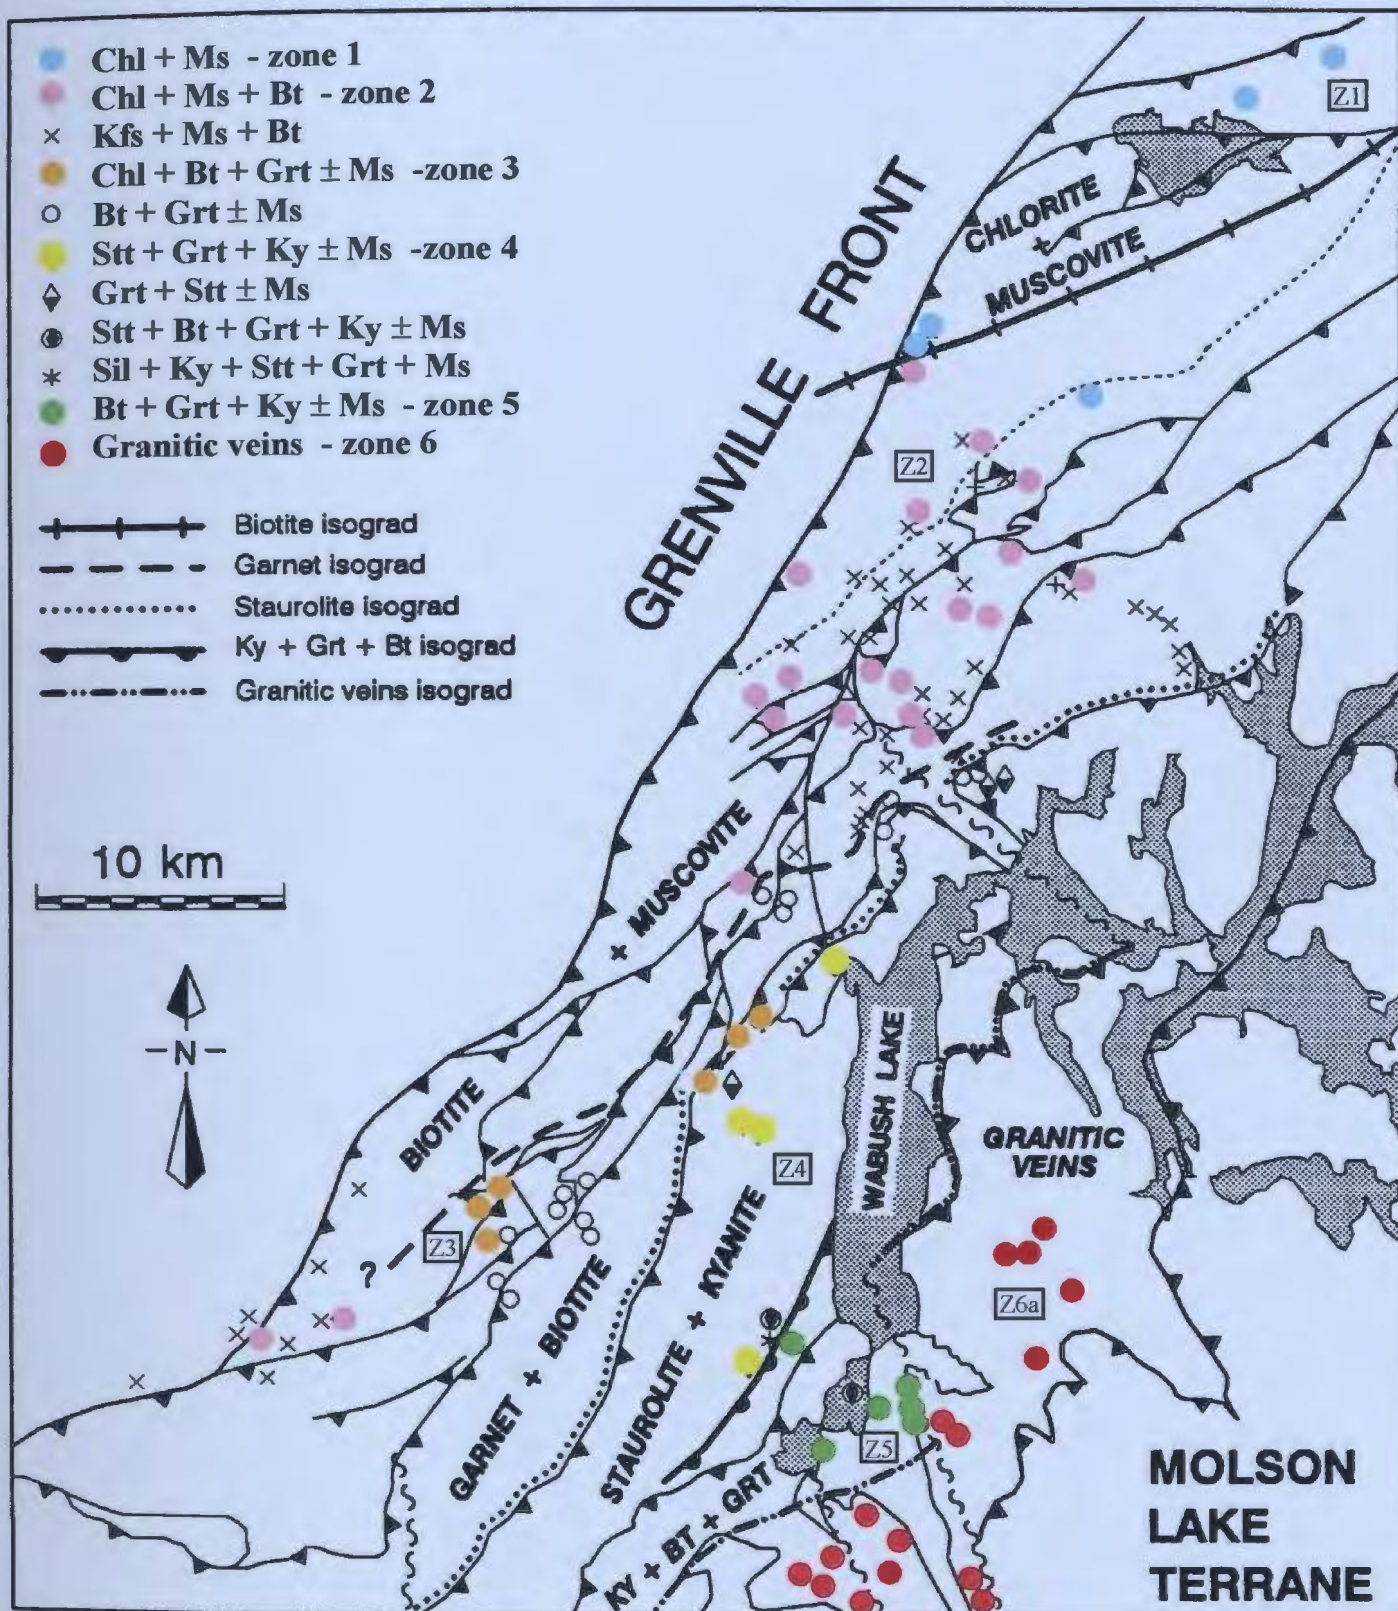 Chl + Ms - zone 1
Chl + Ms + Bt - zone 2
Kfs + Ms + Bt
Chl + Bt + Grt ± Ms -zone 3
Bt + Grt ± Ms
Stt + Grt + Ky ± Ms -zone 4
Grt + Stt ± Ms
Stt + Bt + Grt + Ky ± Ms
Sil + Ky + Stt + Grt + Ms
Bt + Grt + Ky ± Ms - zone 5
Granitic veins - zone 6
Biotite isograd
Garnet isograd
Staurolite isograd
Ky + Grt + Bt isograd
Granitic veins isograd
10 km
N
GRENVILLE FRONT
Z1
CHLORITE
+
MUSCOVITE
Z2
BIOTITE + MUSCOVITE
Z3
?
GARNET + BIOTITE
STAUROLITE + KYANITE
Z4
WABUSH LAKE
GRANITIC
VEINS
Z6a
Z5
KY + BT + GRT
MOLSON
LAKE
TERRANE